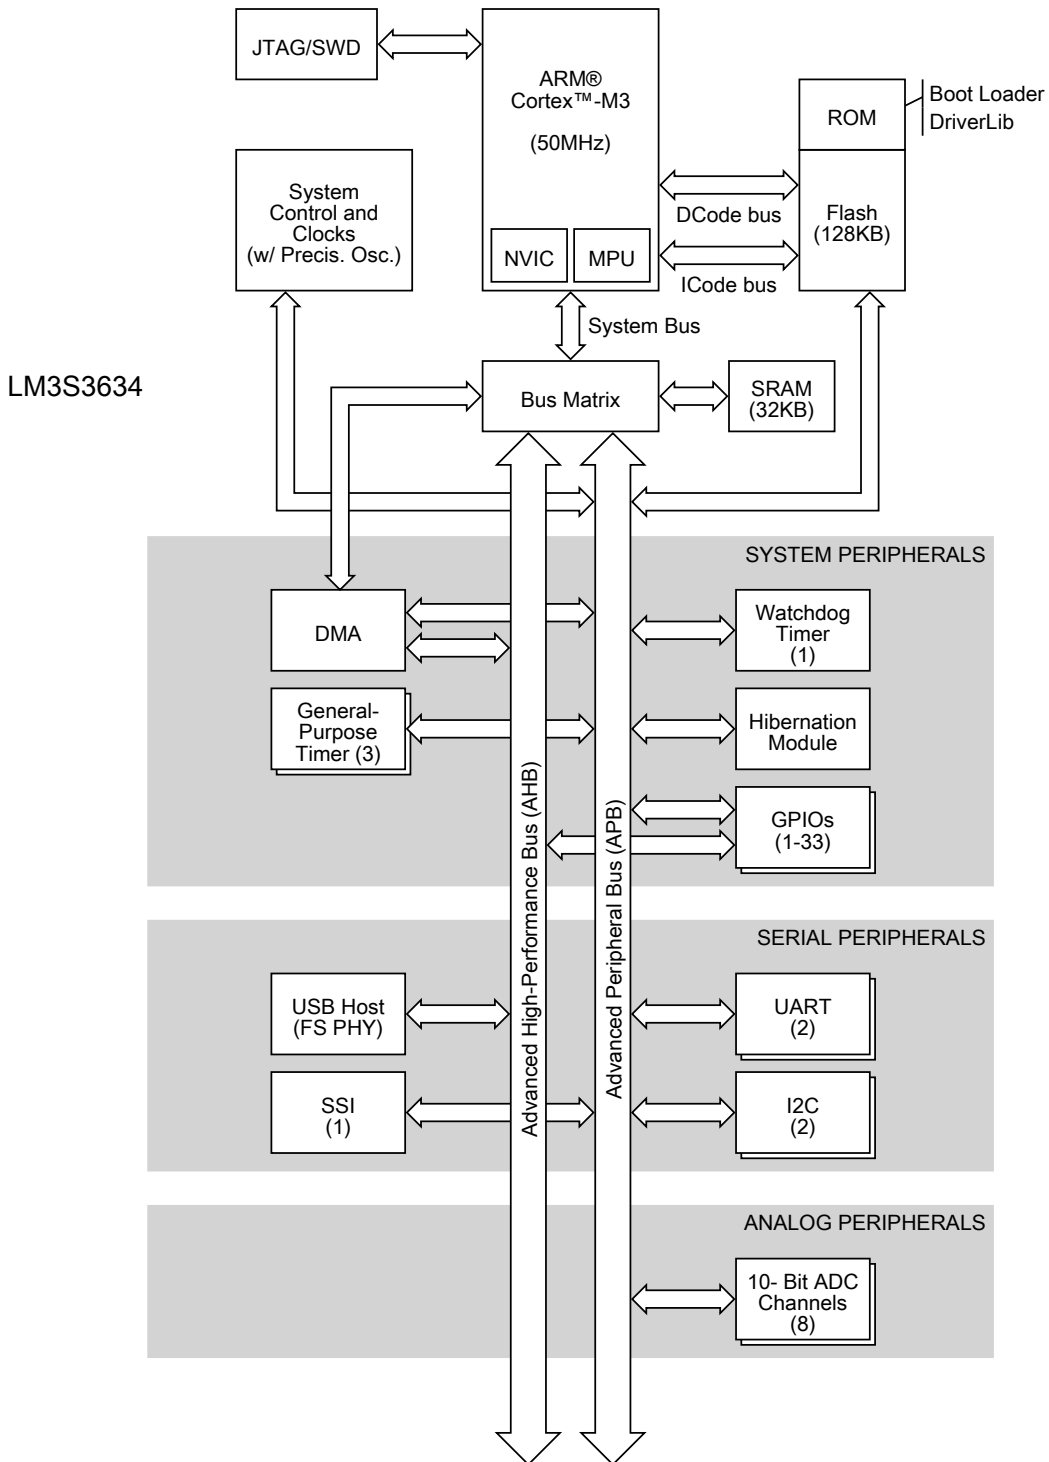 JTAG/SWD
ARM®
Cortex™-M3
(50MHz)
NVIC
MPU
ROM
Boot Loader
DriverLib
Flash
(128KB)
DCode bus
ICode bus
System
Control and
Clocks
(w/ Precis. Osc.)
System Bus
LM3S3634
Bus Matrix
SRAM
(32KB)
SYSTEM PERIPHERALS
DMA
Watchdog
Timer
(1)
General-
Purpose
Timer (3)
Hibernation
Module
GPIOs
(1-33)
Advanced High-Performance Bus (AHB)
Advanced Peripheral Bus (APB)
SERIAL PERIPHERALS
USB Host
(FS PHY)
UART
(2)
SSI
(1)
I2C
(2)
ANALOG PERIPHERALS
10- Bit ADC
Channels
(8)